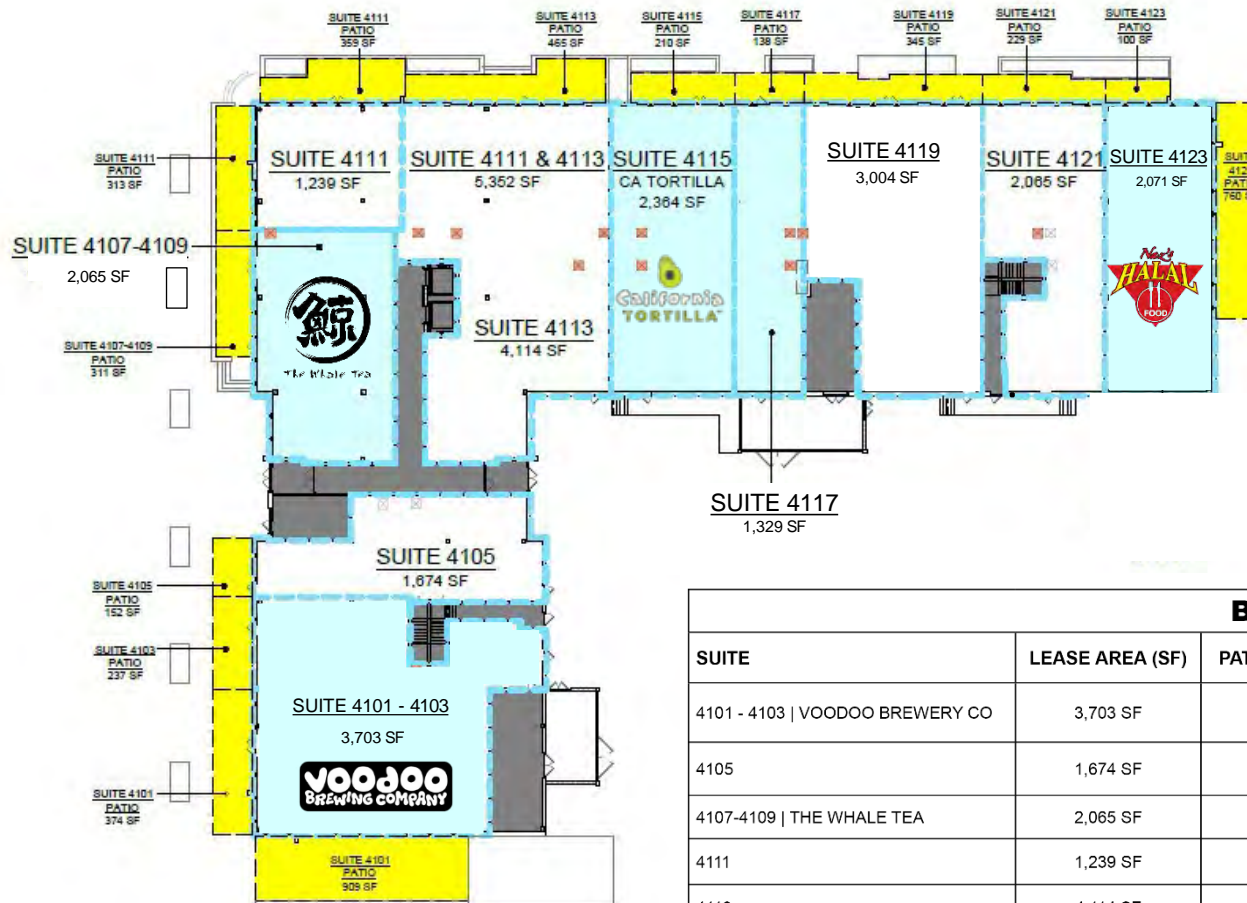 SUITE 4111
PATIO
359 SF
SUITE 4113
PATIO
465 SF
SUITE 4115
PATIO
210 SF
SUITE 4117
PATIO
138 SF
SUITE 4119
PATIO
345 SF
SUITE 4121
PATIO
229 SF
SUITE 4123
PATIO
100 SF
SUITE 4111
PATIO
313 SF
SUITE 4111
1,239 SF
SUITE 4111 & 4113
5,352 SF
SUITE 4115
CA TORTILLA
2,364 SF
SUITE 4119
3,004 SF
SUITE 4121
2,065 SF
SUITE 4123
2,071 SF
760
SUITE 4107-4109
2,065 SF
鯨
The Whale Tea
California
TORTILLA
Naz's
HALAL
FOOD
SUITE 4113
4,114 SF
SUITE 4107-4109
PATIO
311 SF
SUITE 4117
1,329 SF
SUITE 4105
1,674 SF
SUITE 4105
PATIO
152 SF
SUITE 4103
PATIO
237 SF
SUITE 4101 - 4103
3,703 SF
VOODOO
BREWING COMPANY
SUITE 4101
PATIO
374 SF
SUITE 4101
PATIO
909 SF
B
SUITE LEASE AREA (SF) PAT
4101 - 4103 | VOODOO BREWERY CO 3,703 SF
4105 1,674 SF
4107-4109 | THE WHALE TEA 2,065 SF
4111 1,239 SF